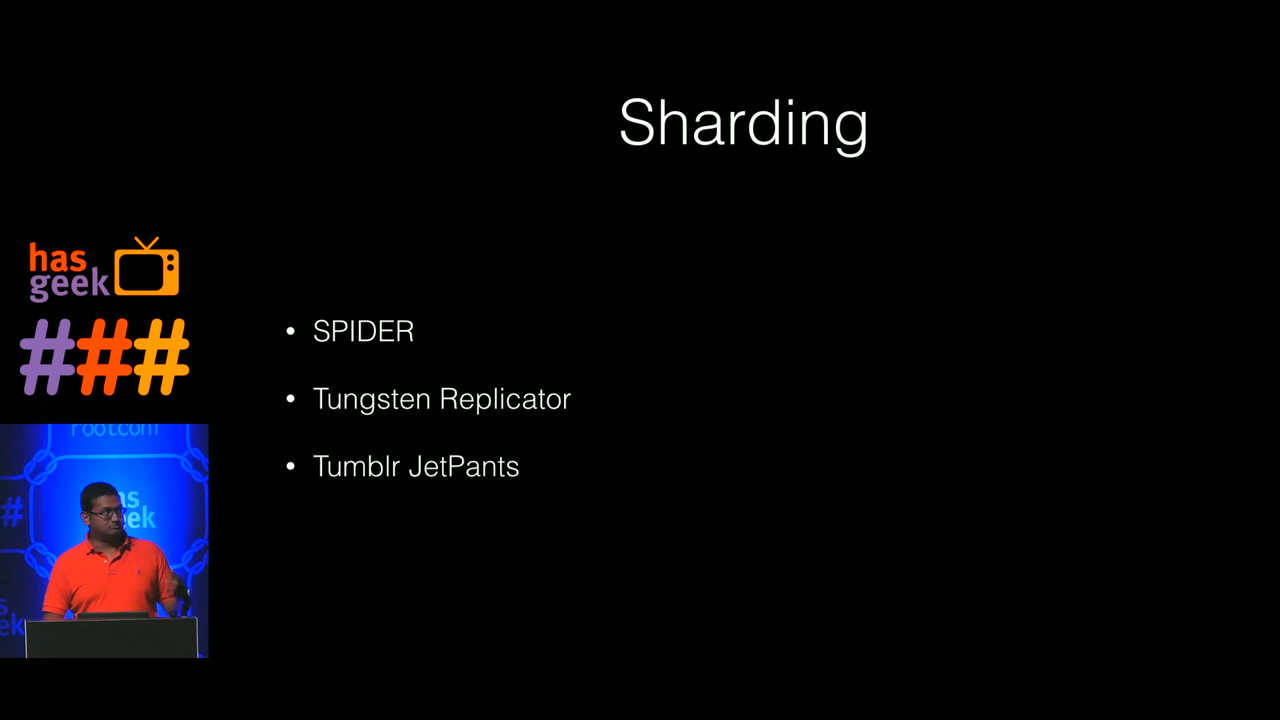 Sharding
has
geek
###
• SPIDER
• Tungsten Replicator
• Tumblr JetPants
rootconf
#